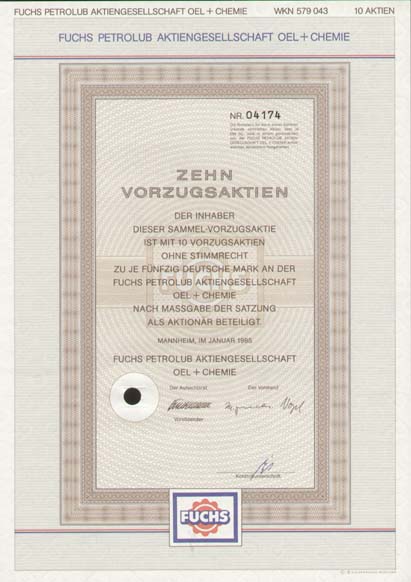 FUCHS PETROLUB AKTIENGESELLSCHAFT OEL + CHEMIE WKN 579 043 10 AKTIEN
FUCHS PETROLUB AKTIENGESELLSCHAFT OEL + CHEMIE
NR. 04174
ZEHN
VORZUGSAKTIEN
DER INHABER
DIESER SAMMEL-VORZUGSAKTIE
IST MIT 10 VORZUGSAKTIEN
OHNE STIMMRECHT
ZU JE FÜNFZIG DEUTSCHE MARK AN DER
FUCHS PETROLUB AKTIENGESELLSCHAFT
OEL + CHEMIE
NACH MASSGABE DER SATZUNG
ALS AKTIONÄR BETEILIGT.
MANNHEIM, IM JANUAR 1985
FUCHS PETROLUB AKTIENGESELLSCHAFT
OEL + CHEMIE
Der Aufsichtsrat Der Vorstand
Vorsitzender
Kontrollunterschrift
FUCHS